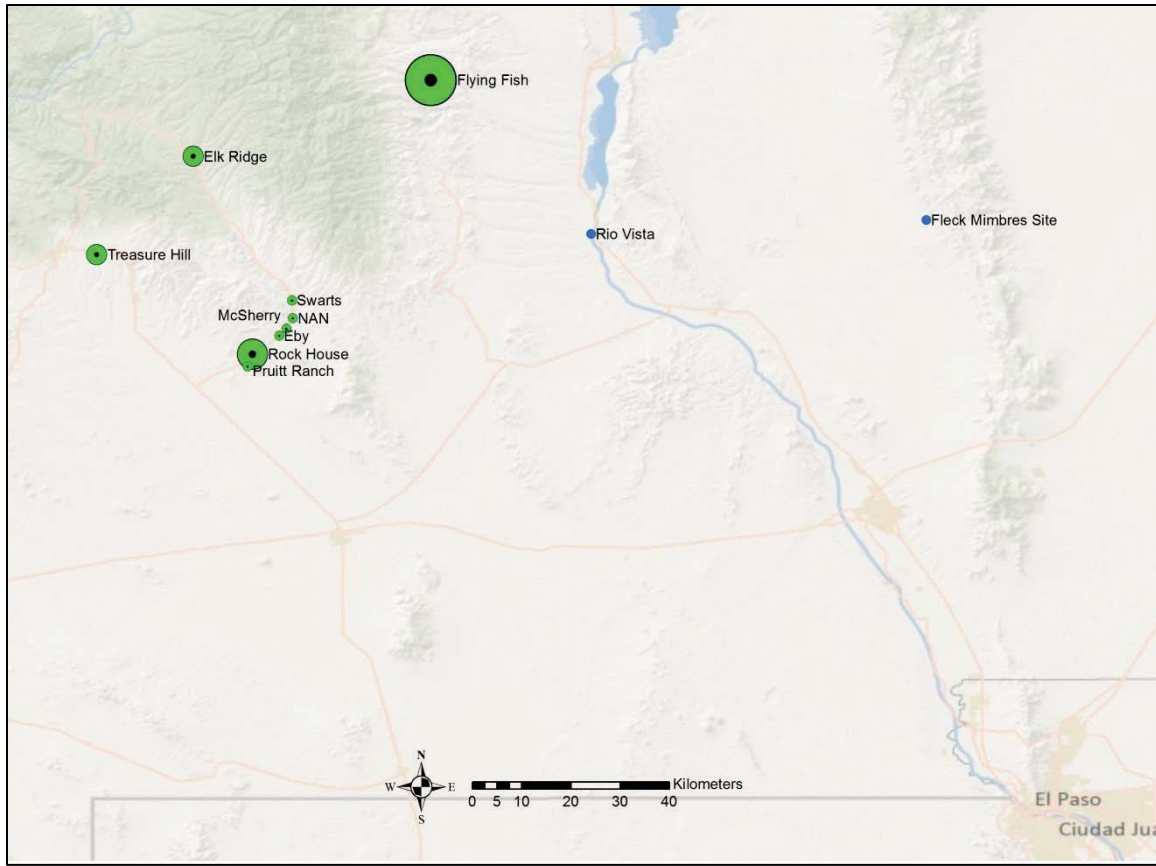 Flying Fish
Elk Ridge
Fleck Mimbres Site
Rio Vista
Treasure Hill
Swarts
McSherry
NAN
Eby
Rock House
Pruitt Ranch
N
W E
S
Kilometers
0 5 10 20 30 40
El Paso
Ciudad Juá